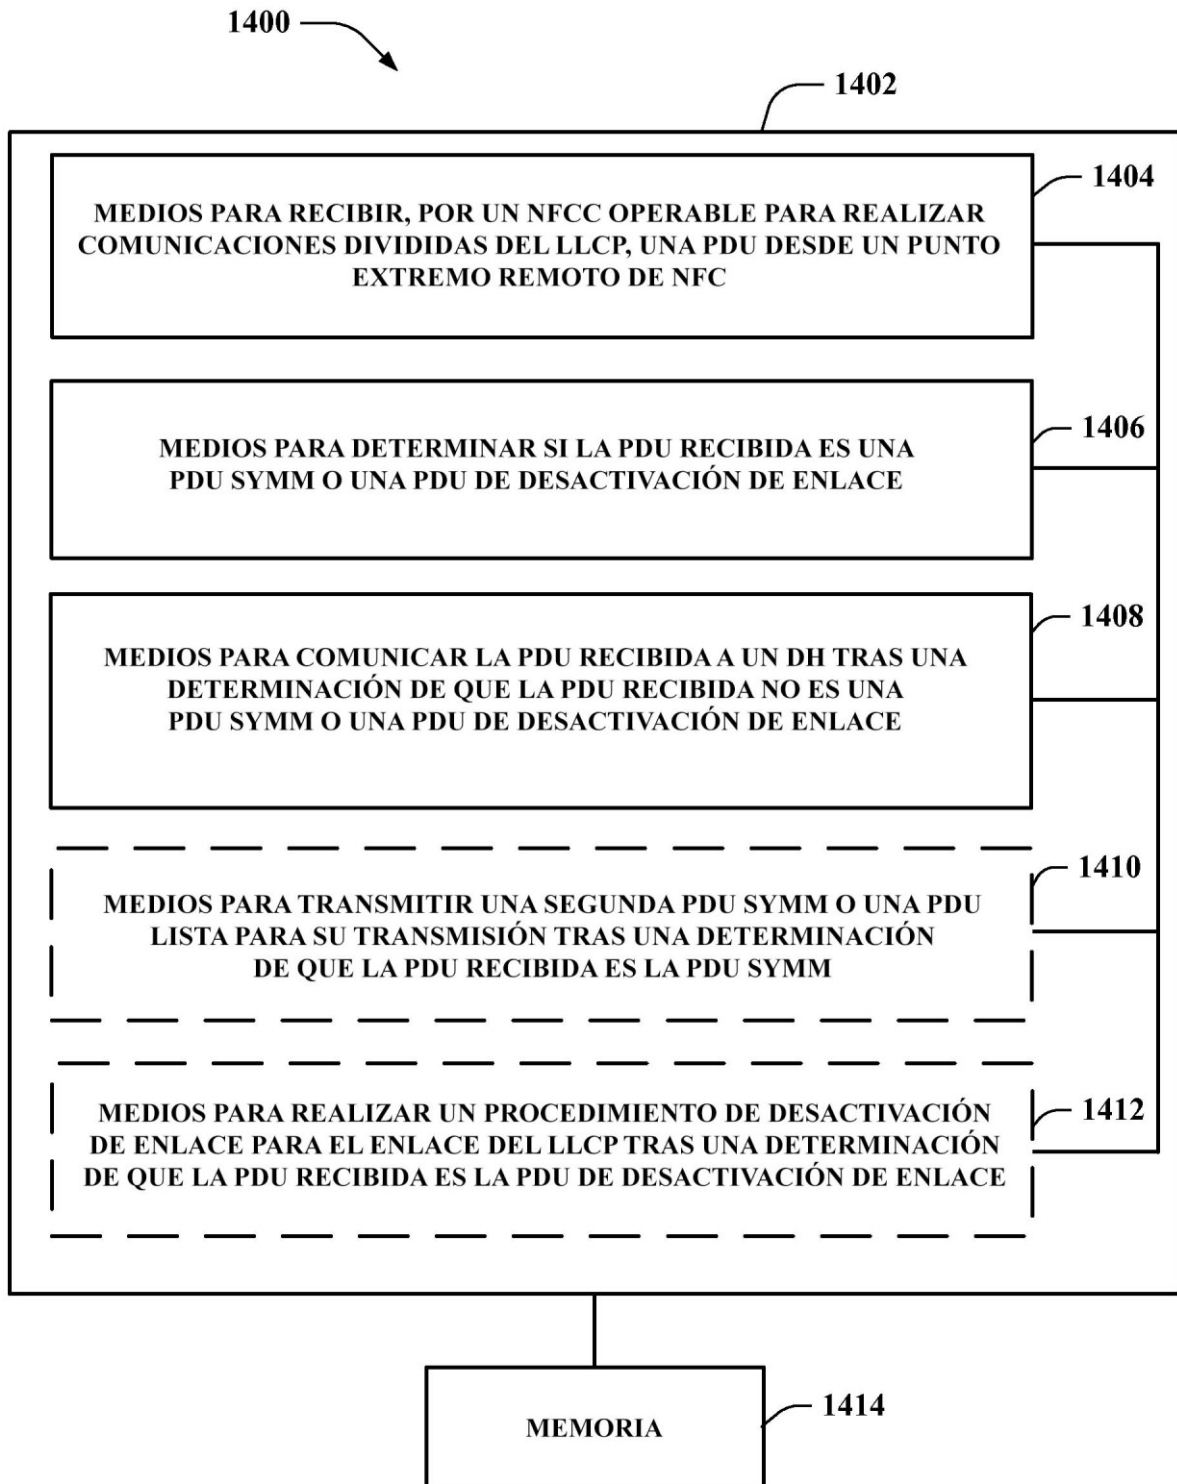 1400
1402
1404
MEDIOS PARA RECIBIR, POR UN NFCC OPERABLE PARA REALIZAR
COMUNICACIONES DIVIDIDAS DEL LLCP, UNA PDU DESDE UN PUNTO
EXTREMO REMOTO DE NFC
1406
MEDIOS PARA DETERMINAR SI LA PDU RECIBIDA ES UNA
PDU SYMM O UNA PDU DE DESACTIVACIÓN DE ENLACE
1408
MEDIOS PARA COMUNICAR LA PDU RECIBIDA A UN DH TRAS UNA
DETERMINACIÓN DE QUE LA PDU RECIBIDA NO ES UNA
PDU SYMM O UNA PDU DE DESACTIVACIÓN DE ENLACE
1410
MEDIOS PARA TRANSMITIR UNA SEGUNDA PDU SYMM O UNA PDU
LISTA PARA SU TRANSMISIÓN TRAS UNA DETERMINACIÓN
DE QUE LA PDU RECIBIDA ES LA PDU SYMM
1412
MEDIOS PARA REALIZAR UN PROCEDIMIENTO DE DESACTIVACIÓN
DE ENLACE PARA EL ENLACE DEL LLCP TRAS UNA DETERMINACIÓN
DE QUE LA PDU RECIBIDA ES LA PDU DE DESACTIVACIÓN DE ENLACE
1414
MEMORIA